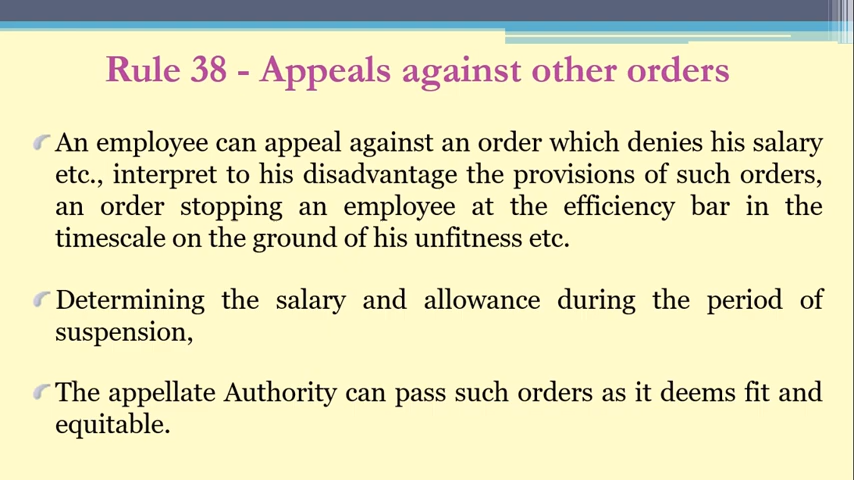 Rule 38 - Appeals against other orders
An employee can appeal against an order which denies his salary
etc., interpret to his disadvantage the provisions of such orders,
an order stopping an employee at the efficiency bar in the
timescale on the ground of his unfitness etc.
Determining the salary and allowance during the period of
suspension,
The appellate Authority can pass such orders as it deems fit and
equitable.